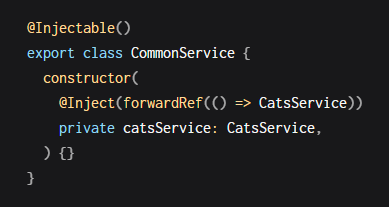 @Injectable()
export class CommonService {
  constructor(
    @Inject(forwardRef(() => CatsService))
    private catsService: CatsService,
  ) {}
}